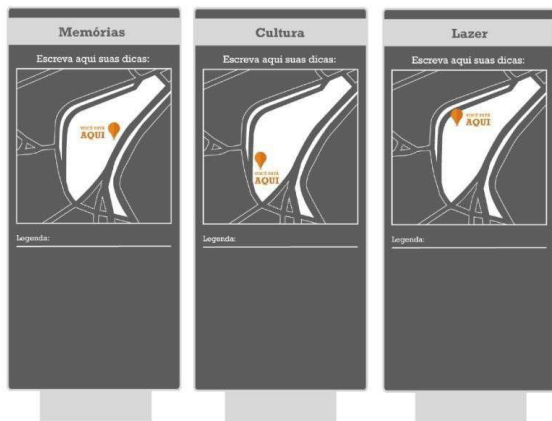 Memórias
Escreva aqui suas dicas:
VOCÊ ESTÁ
AQUI
Legenda:
Cultura
Escreva aqui suas dicas:
VOCÊ ESTÁ
AQUI
Legenda:
Lazer
Escreva aqui suas dicas:
VOCÊ ESTÁ
AQUI
Legenda: